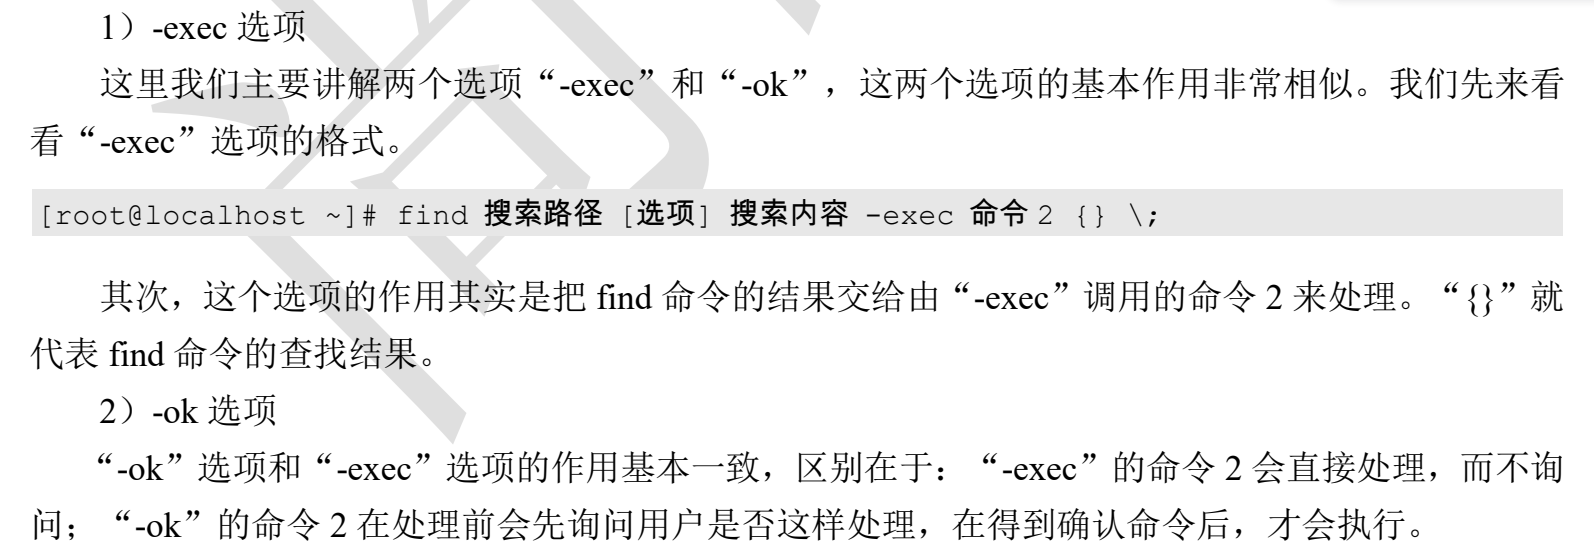 1）-exec 选项
这里我们主要讲解两个选项“-exec”和“-ok”，这两个选项的基本作用非常相似。我们先来看
看“-exec”选项的格式。
[root@localhost ~]# find 搜索路径 [选项] 搜索内容 -exec 命令 2 {} \;
其次，这个选项的作用其实是把 find 命令的结果交给由“-exec”调用的命令 2 来处理。“{}”就
代表 find 命令的查找结果。
2）-ok 选项
“-ok”选项和“-exec”选项的作用基本一致，区别在于：“-exec”的命令 2 会直接处理，而不询
问；“-ok”的命令 2 在处理前会先询问用户是否这样处理，在得到确认命令后，才会执行。